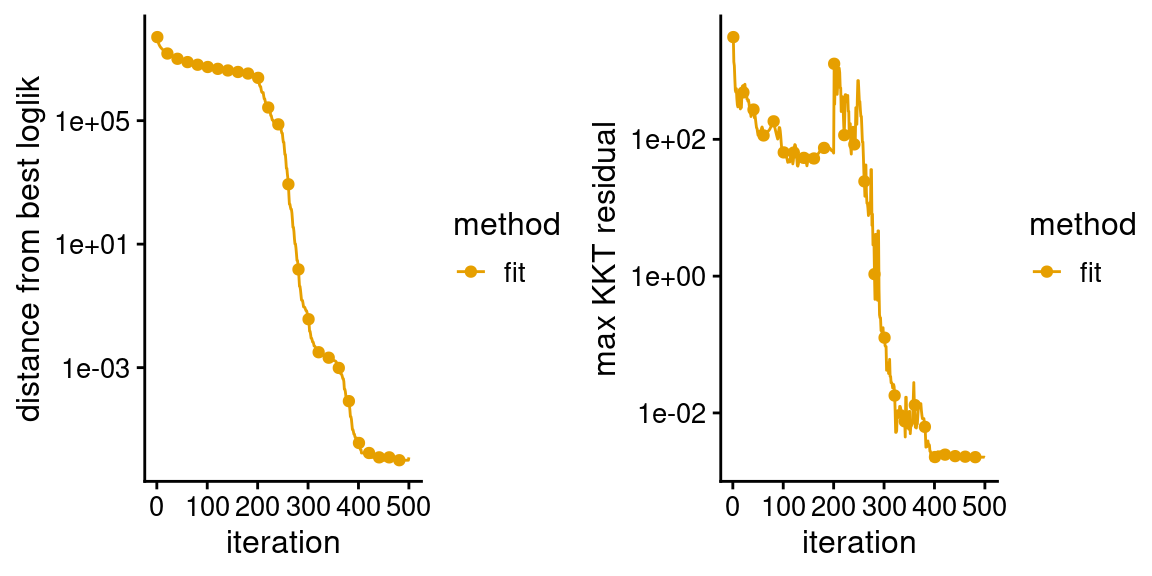 distance from best loglik
1e+05
1e+01
1e-03
0 100 200 300 400 500
iteration
method
fit
max KKT residual
1e+02
1e+00
1e-02
0 100 200 300 400 500
iteration
method
fit